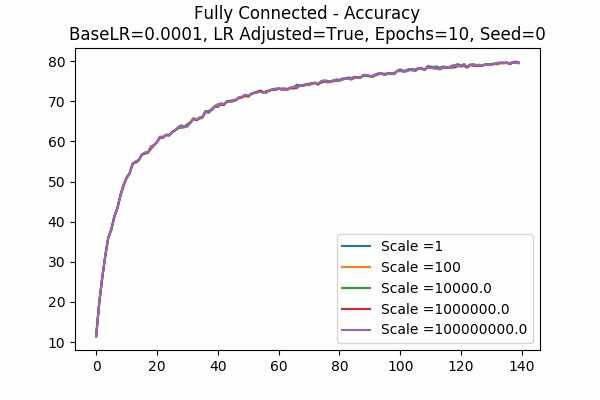 Fully Connected - Accuracy
BaseLR=0.0001, LR Adjusted=True, Epochs=10, Seed=0
80
70
60
50
40
30
20
10
Scale =1
Scale =100
Scale =10000.0
Scale =1000000.0
Scale =100000000.0
0 20 40 60 80 100 120 140